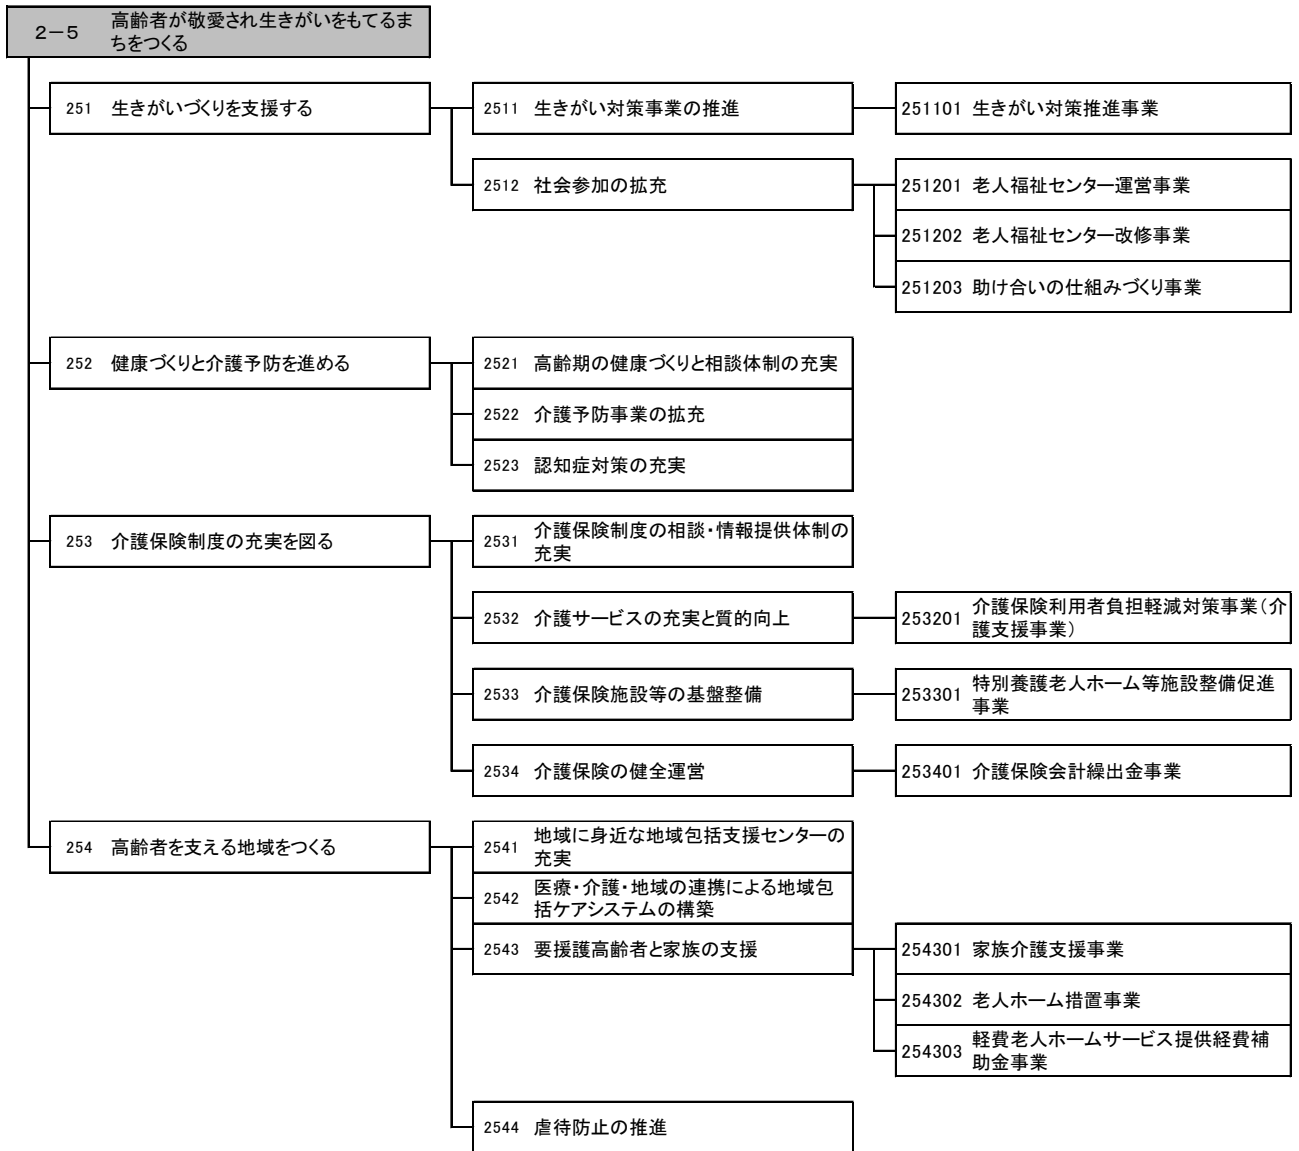 2－5 高齢者が敬愛され生きがいをもてるま
ちをつくる
251 生きがいづくりを支援する
2511 生きがい対策事業の推進
251101 生きがい対策推進事業
2512 社会参加の拡充
251201 老人福祉センター運営事業
251202 老人福祉センター改修事業
251203 助け合いの仕組みづくり事業
252 健康づくりと介護予防を進める
2521 高齢期の健康づくりと相談体制の充実
2522 介護予防事業の拡充
2523 認知症対策の充実
253 介護保険制度の充実を図る
2531 介護保険制度の相談・情報提供体制の
充実
2532 介護サービスの充実と質的向上
253201 介護保険利用者負担軽減対策事業（介
護支援事業）
2533 介護保険施設等の基盤整備
253301 特別養護老人ホーム等施設整備促進
事業
2534 介護保険の健全運営
253401 介護保険会計繰出金事業
254 高齢者を支える地域をつくる
2541 地域に身近な地域包括支援センターの
充実
2542 医療・介護・地域の連携による地域包
括ケアシステムの構築
2543 要援護高齢者と家族の支援
254301 家族介護支援事業
254302 老人ホーム措置事業
254303 軽費老人ホームサービス提供経費補
助金事業
2544 虐待防止の推進